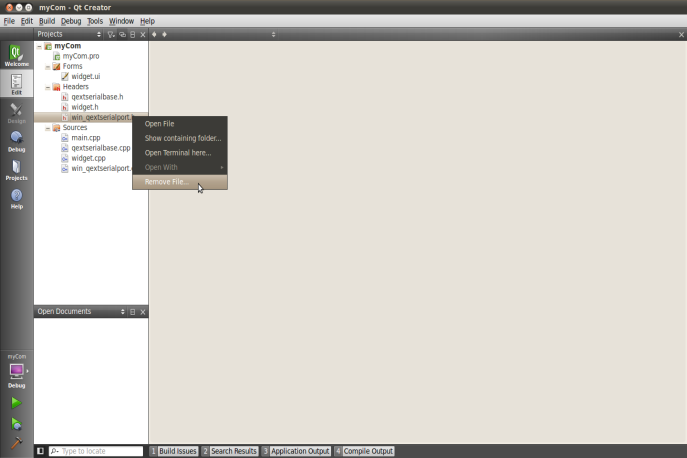 myCom - Qt Creator
File Edit Build Debug Tools Window Help
Projects
Welcome
Edit
Design
Debug
Projects
Help
myCom
myCom.pro
Forms
widget.ui
Headers
qextserialbase.h
widget.h
win_qextserialport.
Sources
main.cpp
qextserialbase.cpp
widget.cpp
win_qextserialport.
Open File
Show containing folder...
Open Terminal here...
Open With
Remove File...
Open Documents
myCom
Debug
Type to locate
1 Build Issues 2 Search Results 3 Application Output 4 Compile Output